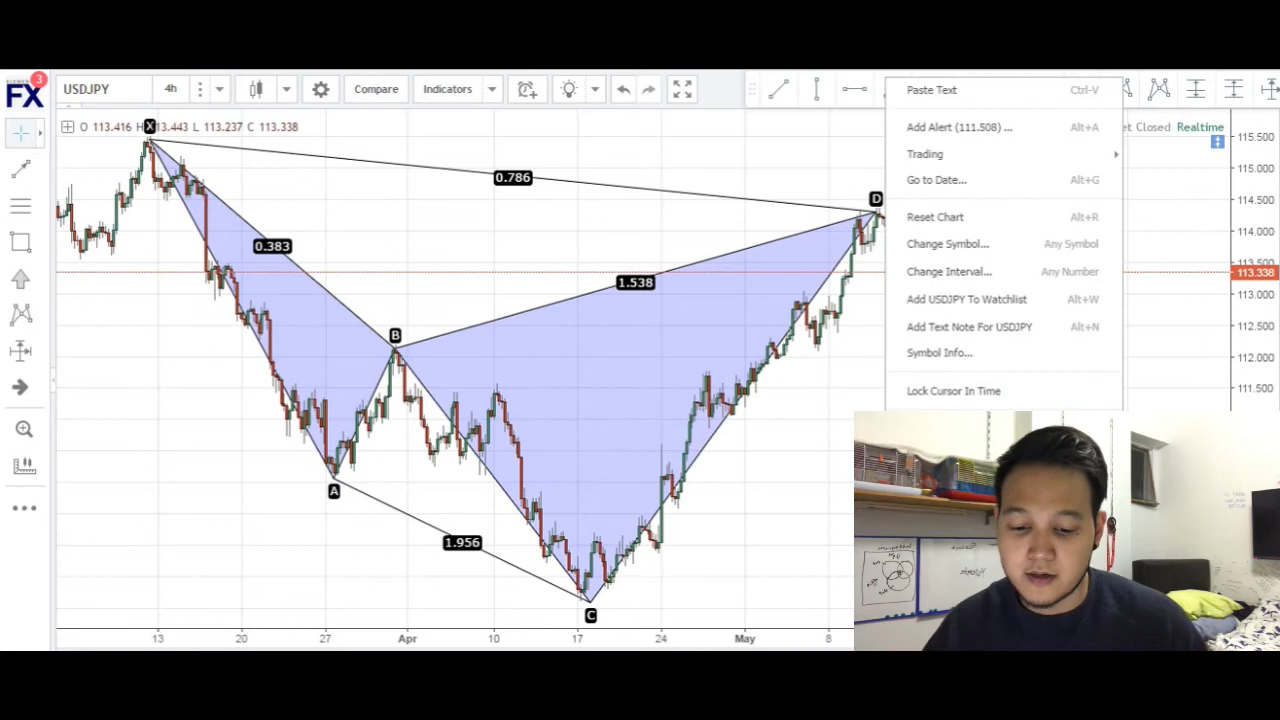 ELEMENT
FX
3
USDJPY
4h
Compare
Indicators
O 113.416 H 113.443 L 113.237 C 113.338
X
0.786
D
0.383
1.538
B
A
1.956
C
13
20
27
Apr
10
17
24
May
8
Paste Text Ctrl-V
Add Alert (111.508) ... Alt+A
Trading
Go to Date... Alt+G
Reset Chart Alt+R
Change Symbol... Any Symbol
Change Interval... Any Number
Add USDJPY To Watchlist Alt+W
Add Text Note For USDJPY Alt+N
Symbol Info...
Lock Cursor In Time
et Closed Realtime
115.500
115.000
114.500
114.000
113.500
113.338
113.000
112.500
112.000
111.500